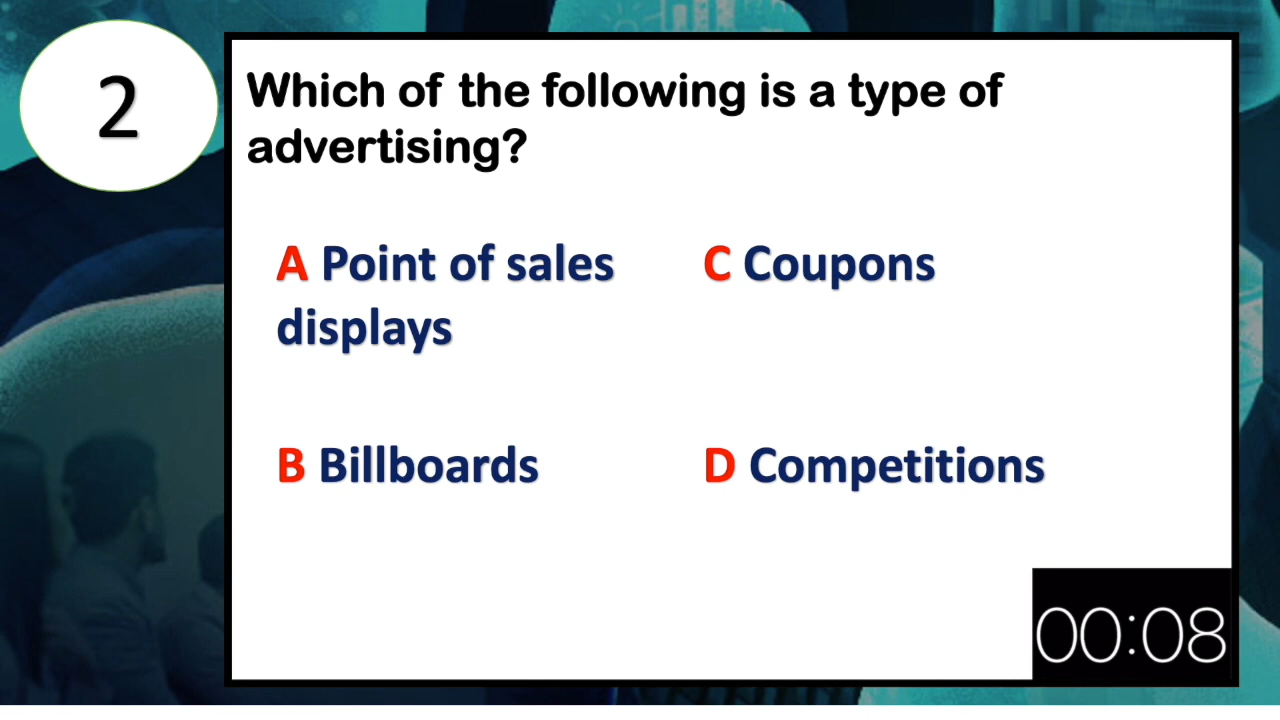 2
Which of the following is a type of
advertising?
A Point of sales
displays
C Coupons
B Billboards
D Competitions
00:08